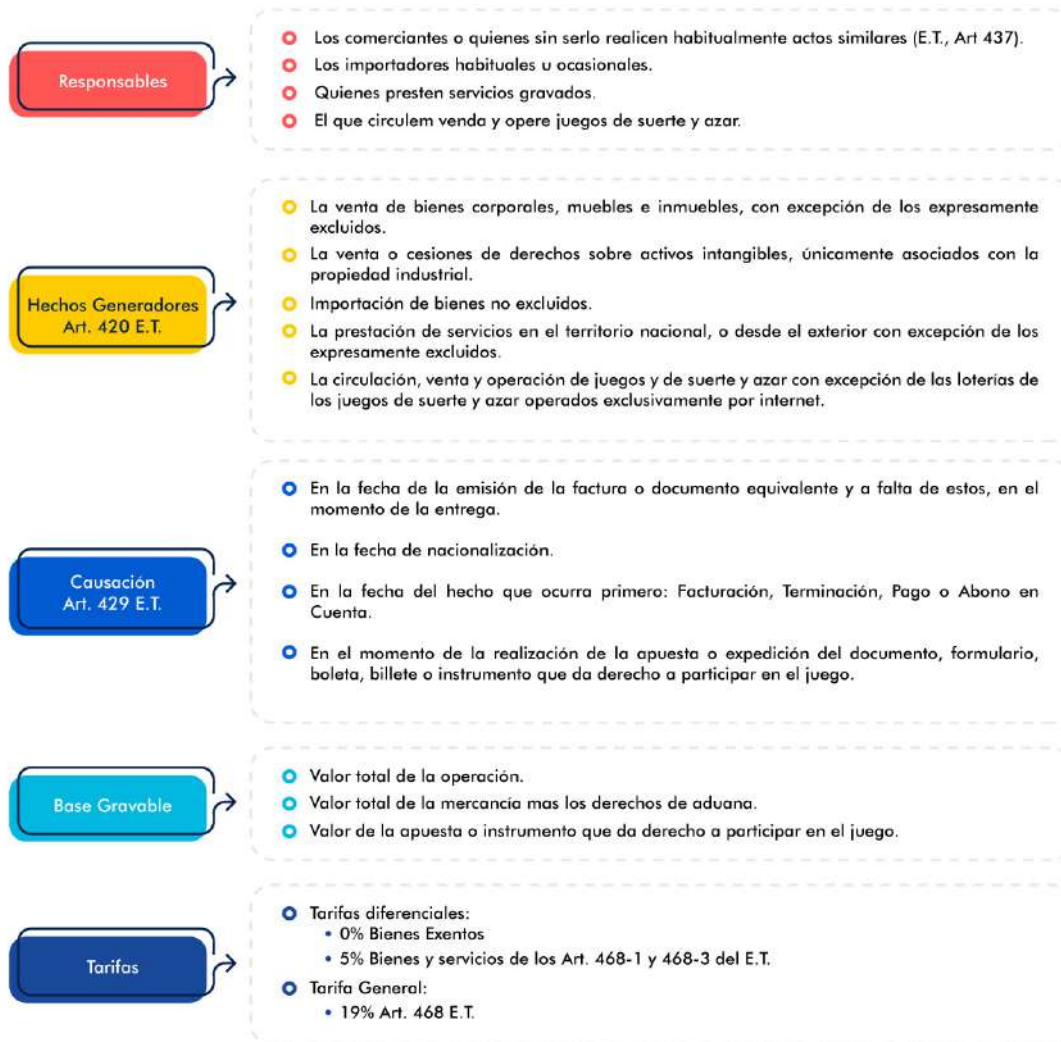 Responsables
Los comerciantes o quienes sin serlo realicen habitualmente actos similares (E.T., Art 437).
Los importadores habituales u ocasionales.
Quienes presten servicios gravados.
El que circulem venda y opere juegos de suerte y azar.
Hechos Generadores
Art. 420 E.T.
La venta de bienes corporales, muebles e inmuebles, con excepción de los expresamente
excluidos.
La venta o cesiones de derechos sobre activos intangibles, únicamente asociados con la
propiedad industrial.
Importación de bienes no excluidos.
La prestación de servicios en el territorio nacional, o desde el exterior con excepción de los
expresamente excluidos.
La circulación, venta y operación de juegos y de suerte y azar con excepción de las loterías de
los juegos de suerte y azar operados exclusivamente por internet.
Causación
Art. 429 E.T.
En la fecha de la emisión de la factura o documento equivalente y a falta de estos, en el
momento de la entrega.
En la fecha de nacionalización.
En la fecha del hecho que ocurra primero: Facturación, Terminación, Pago o Abono en
Cuenta.
En el momento de la realización de la apuesta o expedición del documento, formulario,
boleta, billete o instrumento que da derecho a participar en el juego.
Base Gravable
Valor total de la operación.
Valor total de la mercancía mas los derechos de aduana.
Valor de la apuesta o instrumento que da derecho a participar en el juego.
Tarifas
Tarifas diferenciales:
• 0% Bienes Exentos
• 5% Bienes y servicios de los Art. 468-1 y 468-3 del E.T.
Tarifa General:
• 19% Art. 468 E.T.